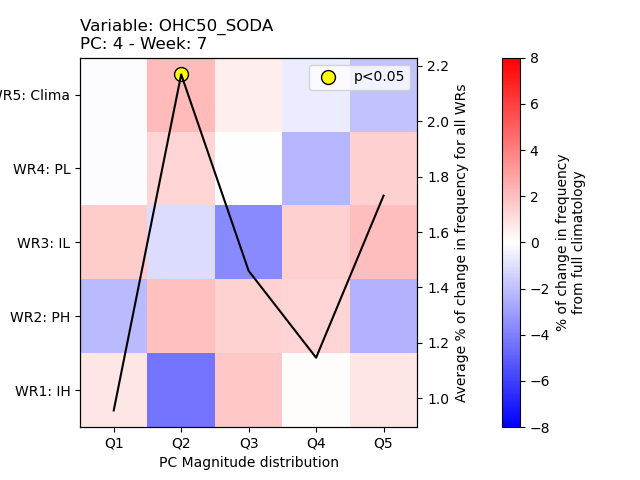 Variable: OHC50_SODA
PC: 4 - Week: 7
p<0.05
WR5: Clima
WR4: PL
WR3: IL
WR2: PH
WR1: IH
Q1 Q2 Q3 Q4 Q5
PC Magnitude distribution
2.2
2.0
1.8
1.6
1.4
1.2
1.0
Average % of change in frequency for all WRs
8
6
4
2
0
−2
−4
−6
−8
% of change in frequency
from full climatology